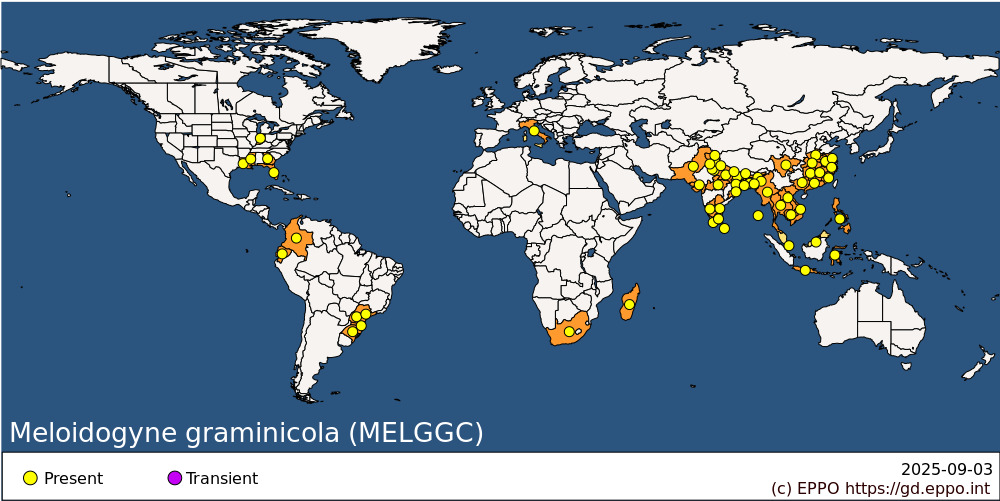 Meloidogyne graminicola (MELGGC)
Present
Transient
2025-09-03
(c) EPPO https://gd.eppo.int